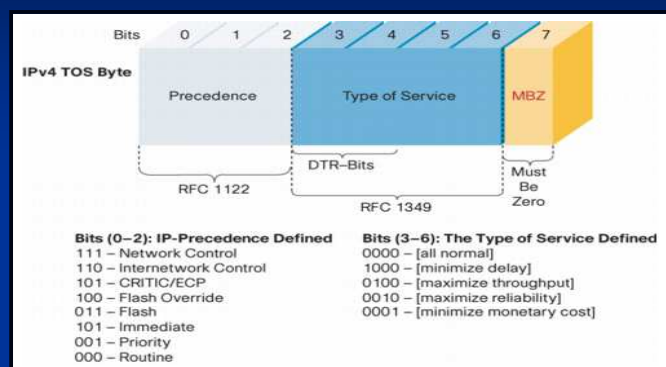 Bits 0 1 2 3 4 5 6 7
IPv4 TOS Byte
Precedence Type of Service MBZ
DTR–Bits
RFC 1122
RFC 1349
Must
Be
Zero
Bits (0–2): IP-Precedence Defined
111 – Network Control
110 – Internetwork Control
101 – CRITIC/ECP
100 – Flash Override
011 – Flash
101 – Immediate
001 – Priority
000 – Routine
Bits (3–6): The Type of Service Defined
0000 – [all normal]
1000 – [minimize delay]
0100 – [maximize throughput]
0010 – [maximize reliability]
0001 – [minimize monetary cost]